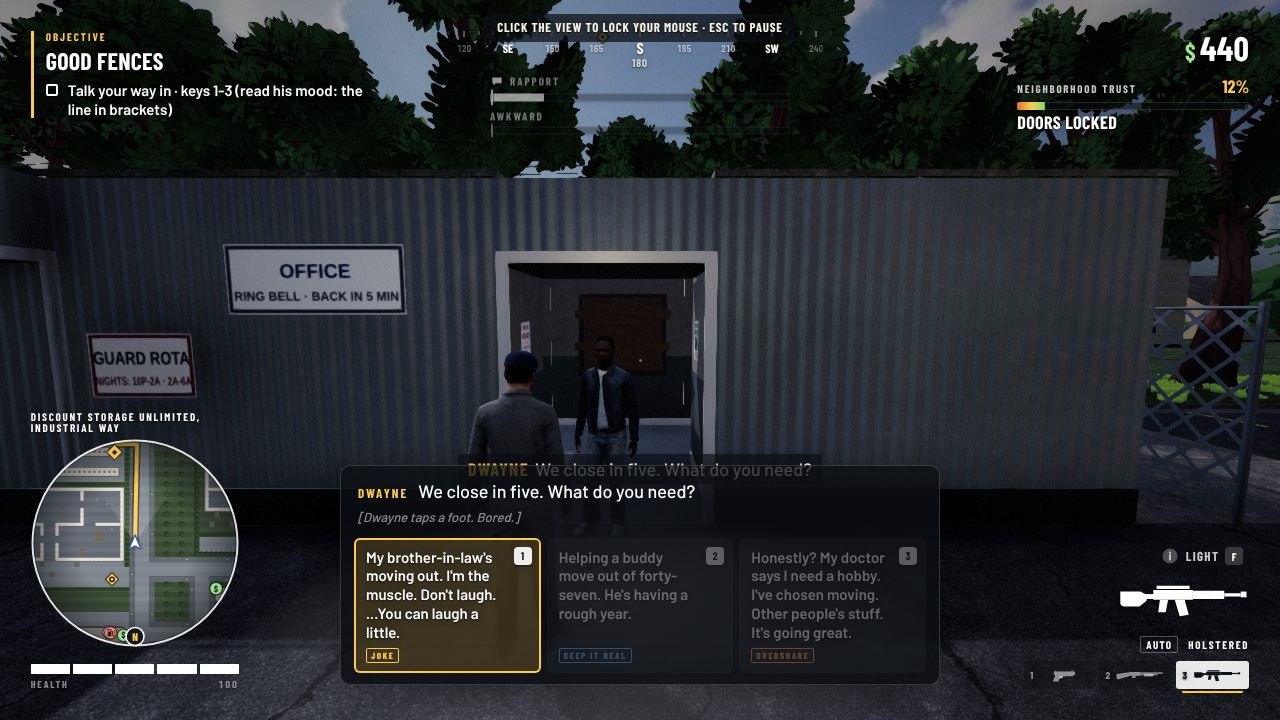 CLICK THE VIEW TO LOCK YOUR MOUSE · ESC TO PAUSE
OBJECTIVE
GOOD FENCES
Talk your way in · keys 1-3 (read his mood: the
line in brackets)
120 SE 150 165 S 195 210 SW 240
180
RAPPORT
AWKWARD
$ 440
NEIGHBORHOOD TRUST 12%
DOORS LOCKED
OFFICE
RING BELL · BACK IN 5 MIN
GUARD ROTA
NIGHTS: 10P-2A · 2A-6A
DISCOUNT STORAGE UNLIMITED,
INDUSTRIAL WAY
$
$
N
HEALTH 100
DWAYNE We close in five. What do you need?
DWAYNE We close in five. What do you need?
[Dwayne taps a foot. Bored.]
My brother-in-law's
moving out. I'm the
muscle. Don't laugh.
...You can laugh a
little.
1
JOKE
Helping a buddy
move out of forty-
seven. He's having a
rough year.
2
KEEP IT REAL
Honestly? My doctor
says I need a hobby.
I've chosen moving.
Other people's stuff.
It's going great.
3
OVERSHARE
i LIGHT F
AUTO HOLSTERED
1 2 3